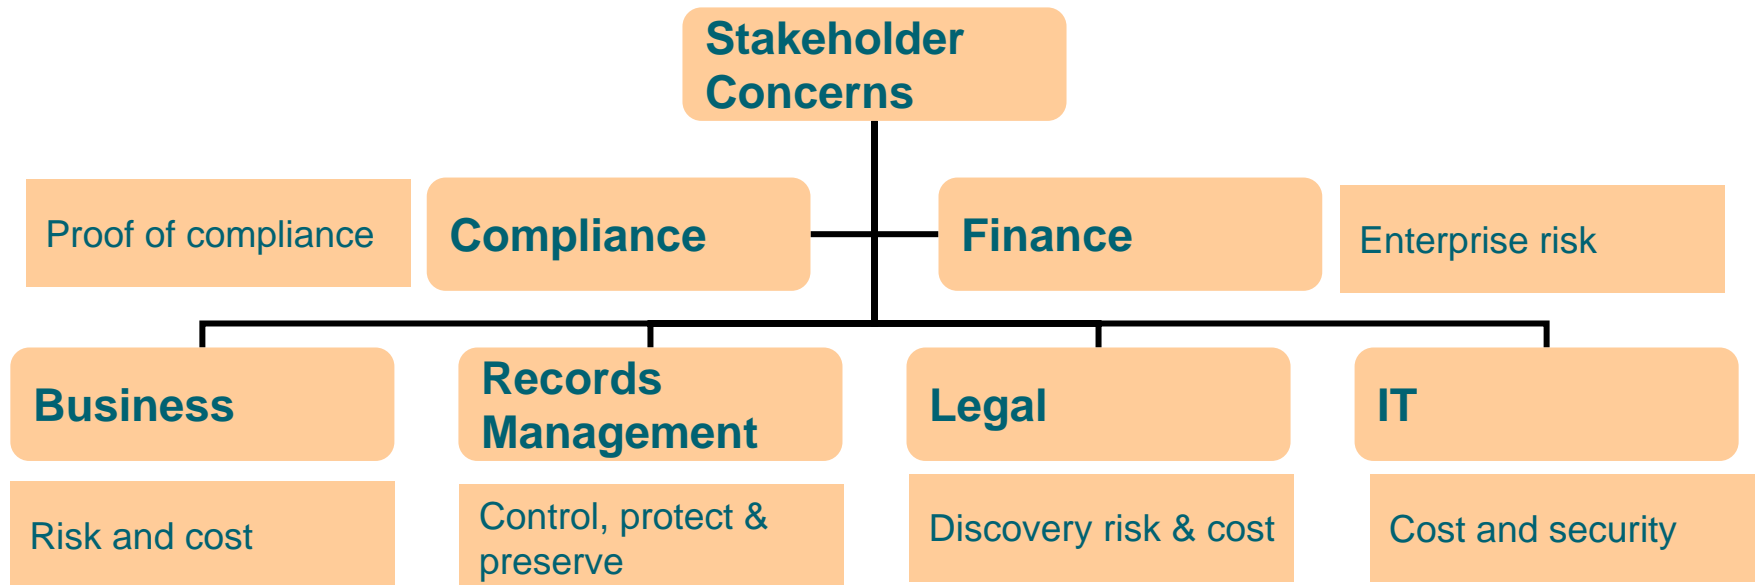 Stakeholder
Concerns
Proof of compliance
Compliance
Finance
Enterprise risk
Business
Records
Management
Legal
IT
Risk and cost
Control, protect &
preserve
Discovery risk & cost
Cost and security